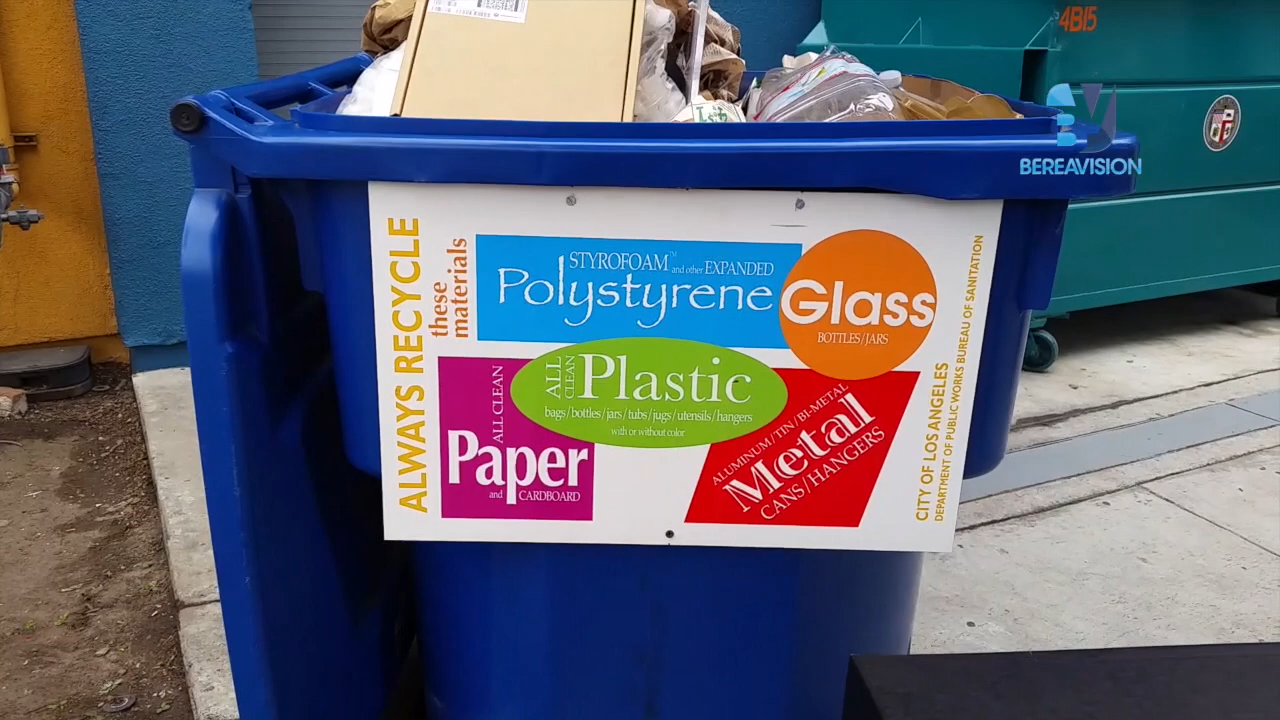 4B15
BEREAVISION
ALWAYS RECYCLE
these
materials
STYROFOAM™ and other EXPANDED
Polystyrene
Glass
BOTTLES/JARS
ALL
CLEAN
Plastic
bags/bottles/jars/tubs/jugs/utensils/hangers
with or without color
ALL CLEAN
Paper
and CARDBOARD
ALUMINUM/TIN/BI-METAL
Metal
CANS/HANGERS
CITY OF LOS ANGELES
DEPARTMENT OF PUBLIC WORKS BUREAU OF SANITATION